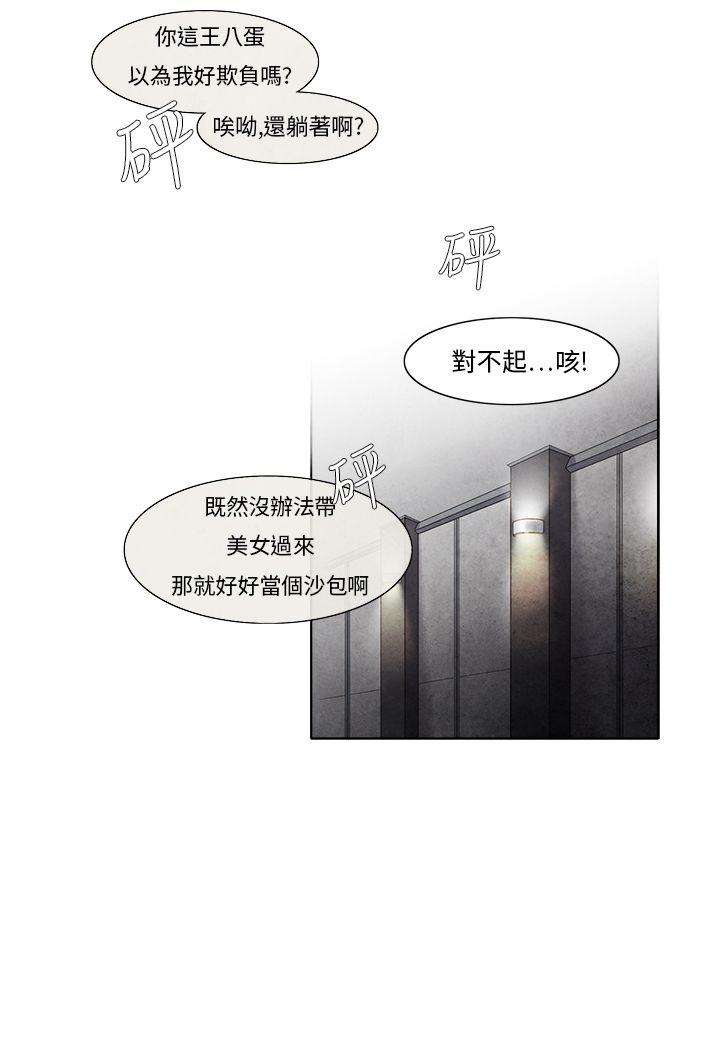 你這王八蛋
以為我好欺負嗎?
唉呦,還躺著啊?
砰
砰
對不起...咳!
砰
既然沒辦法帶
美女過來
那就好好當個沙包啊